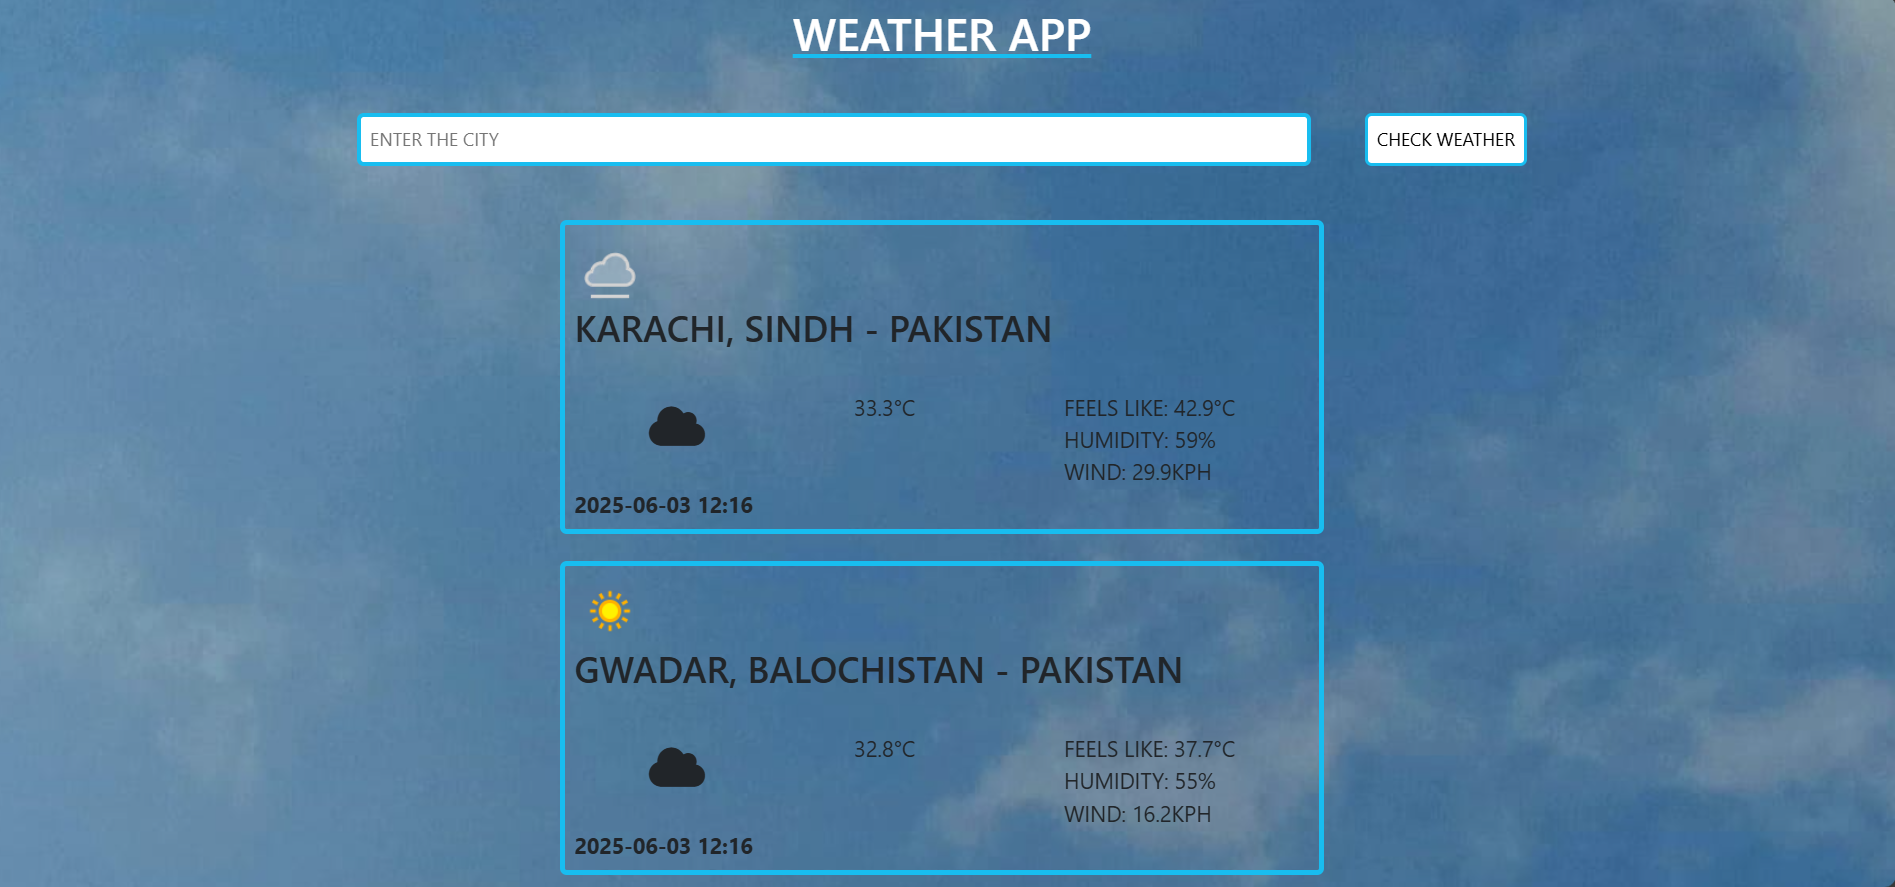 WEATHER APP
ENTER THE CITY
CHECK WEATHER
KARACHI, SINDH - PAKISTAN
33.3°C
FEELS LIKE: 42.9°C
HUMIDITY: 59%
WIND: 29.9KPH
2025-06-03 12:16
GWADAR, BALOCHISTAN - PAKISTAN
32.8°C
FEELS LIKE: 37.7°C
HUMIDITY: 55%
WIND: 16.2KPH
2025-06-03 12:16